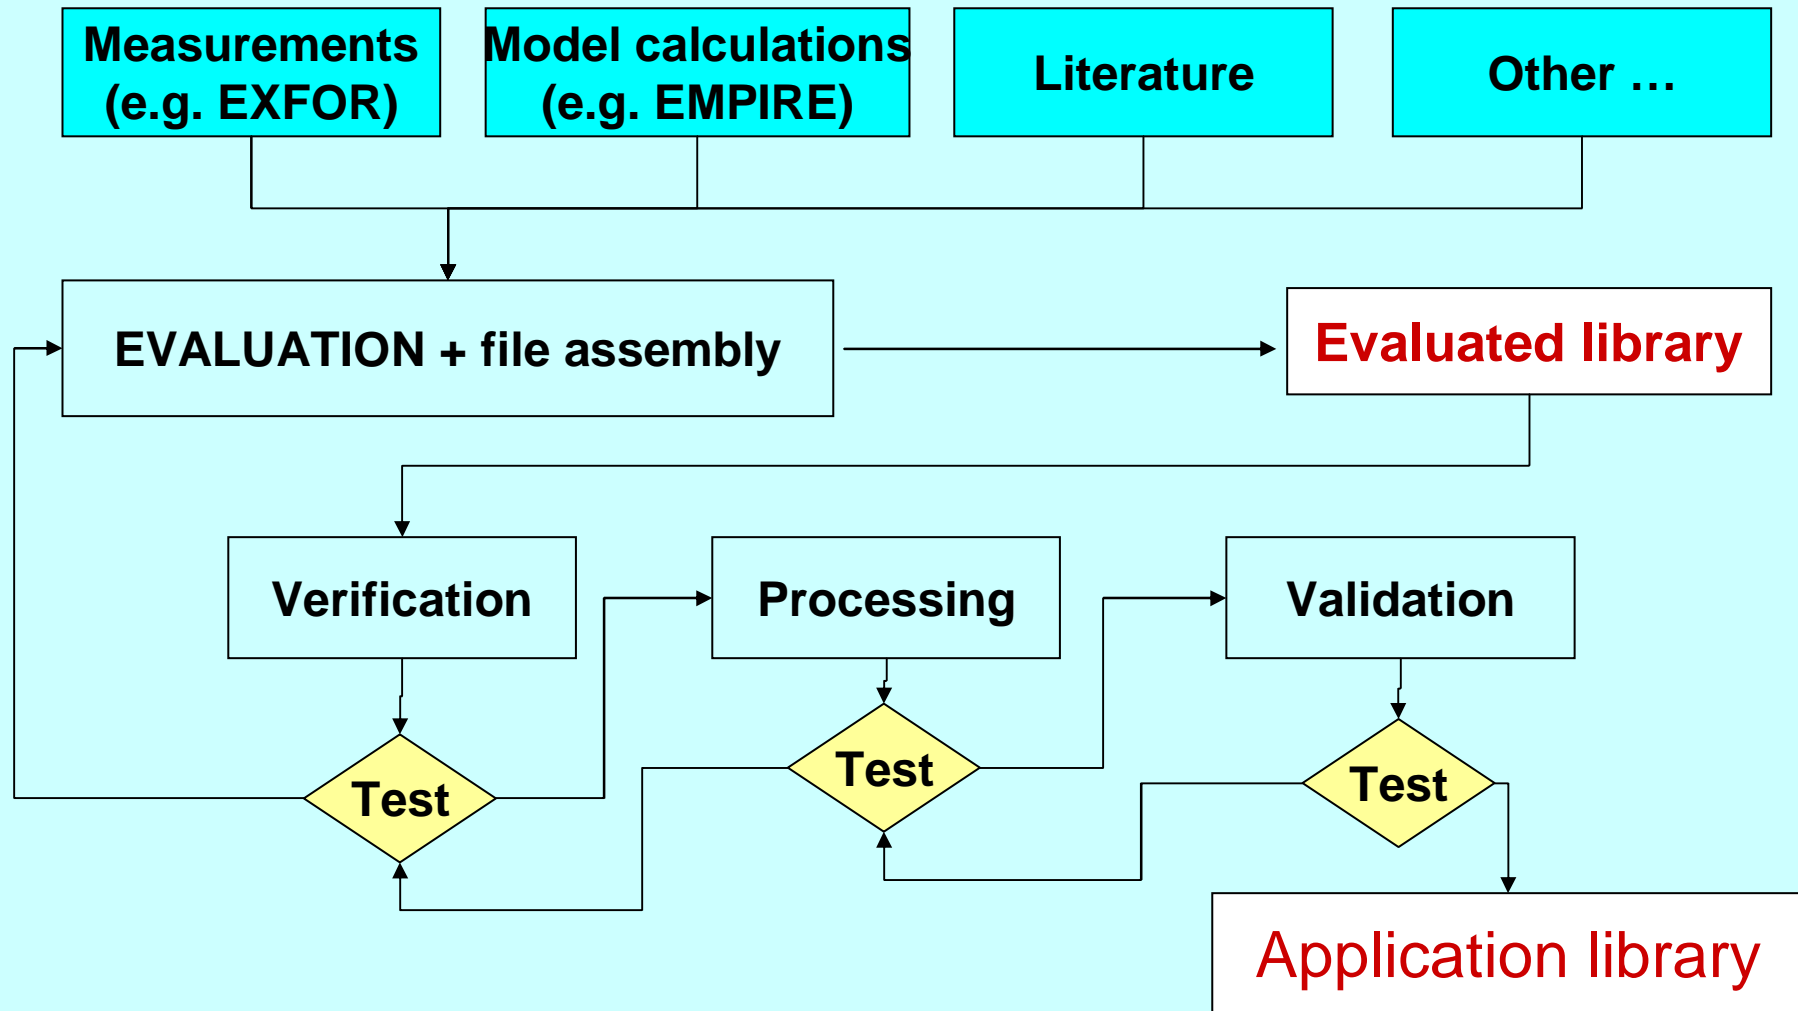 Measurements
(e.g. EXFOR)
Model calculations
(e.g. EMPIRE)
Literature
Other …
EVALUATION + file assembly
Evaluated library
Verification
Processing
Validation
Test
Test
Test
Application library